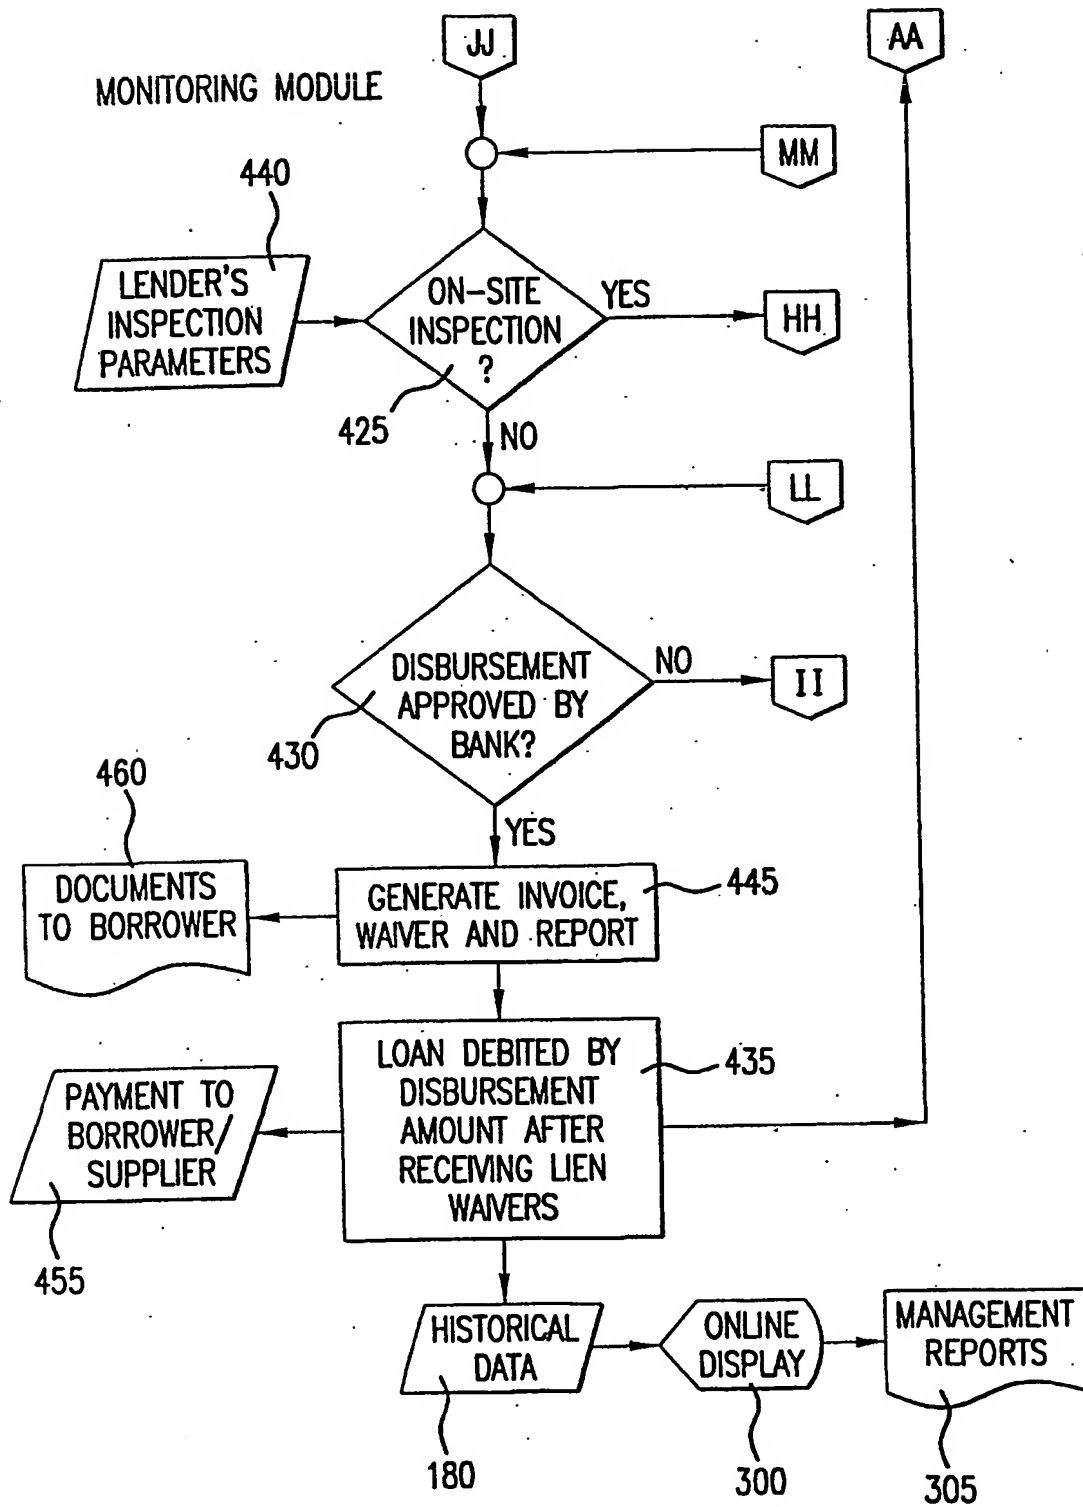 JJ
AA
MONITORING MODULE
MM
440
LENDER'S
INSPECTION
PARAMETERS
ON-SITE
INSPECTION
?
YES
HH
425
NO
LL
DISBURSEMENT
APPROVED BY
BANK?
NO
II
430
YES
460
DOCUMENTS
TO BORROWER
GENERATE INVOICE,
WAIVER AND REPORT
445
LOAN DEBITED BY
DISBURSEMENT
AMOUNT AFTER
RECEIVING LIEN
WAIVERS
435
PAYMENT TO
BORROWER/
SUPPLIER
455
HISTORICAL
DATA
ONLINE
DISPLAY
MANAGEMENT
REPORTS
180
300
305